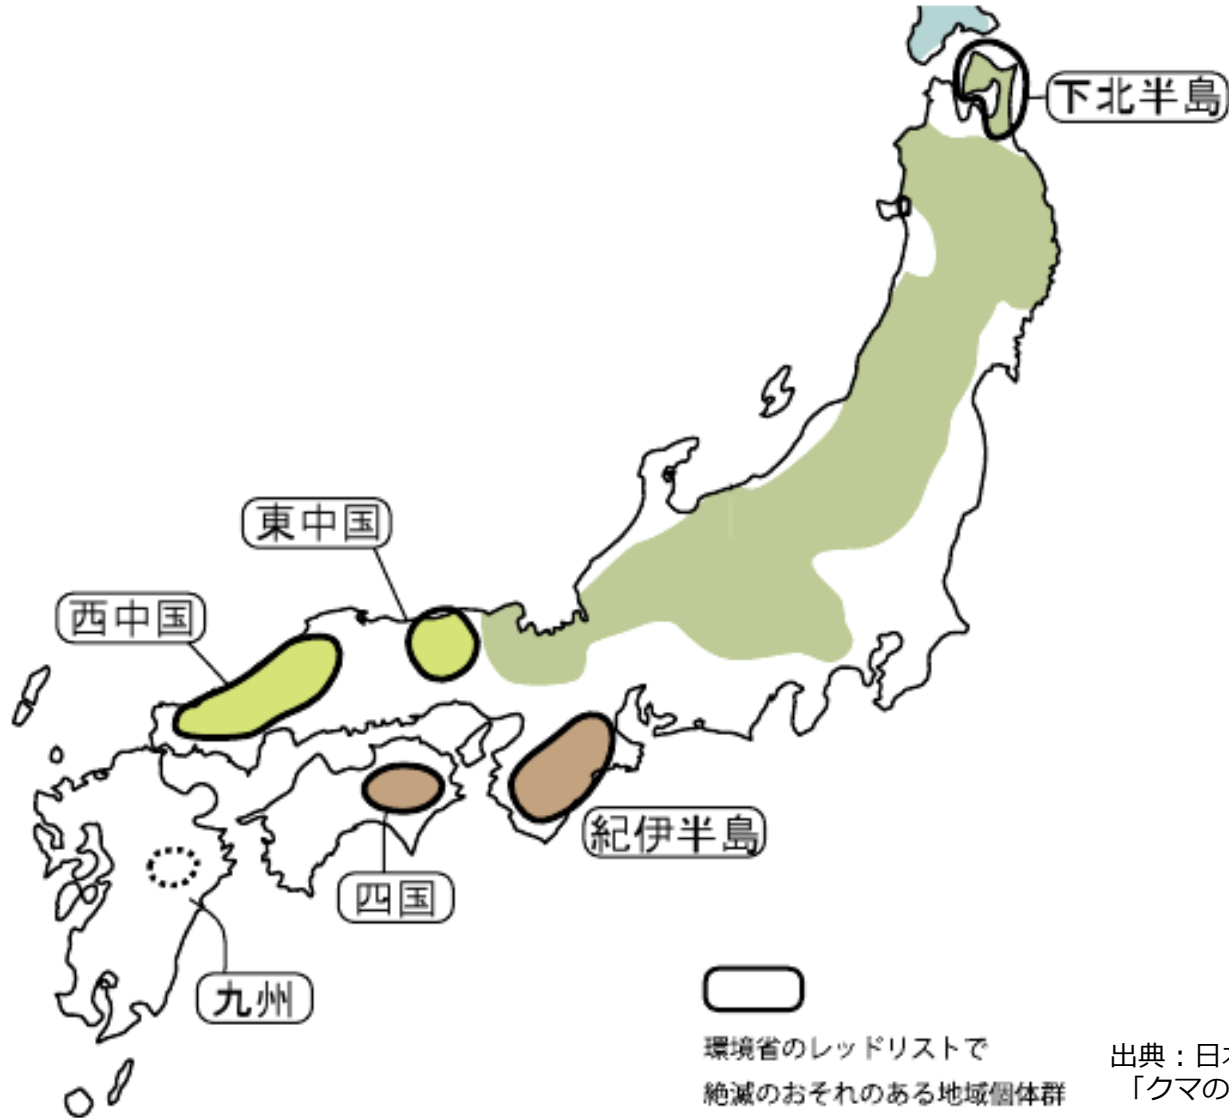 下北半島
東中国
西中国
紀伊半島
四国
九州
環境省のレッドリストで
絶滅のおそれのある地域個体群
出典：日
「クマの